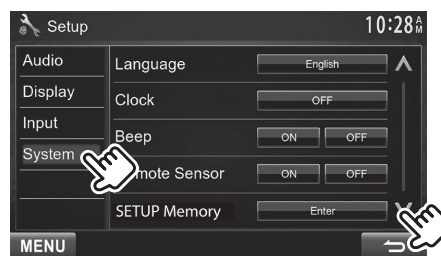 Setup 10:28 AM
Audio
Display
Input
System
Language English
Clock OFF
Beep ON OFF
mote Sensor ON OFF
SETUP Memory Enter
MENU